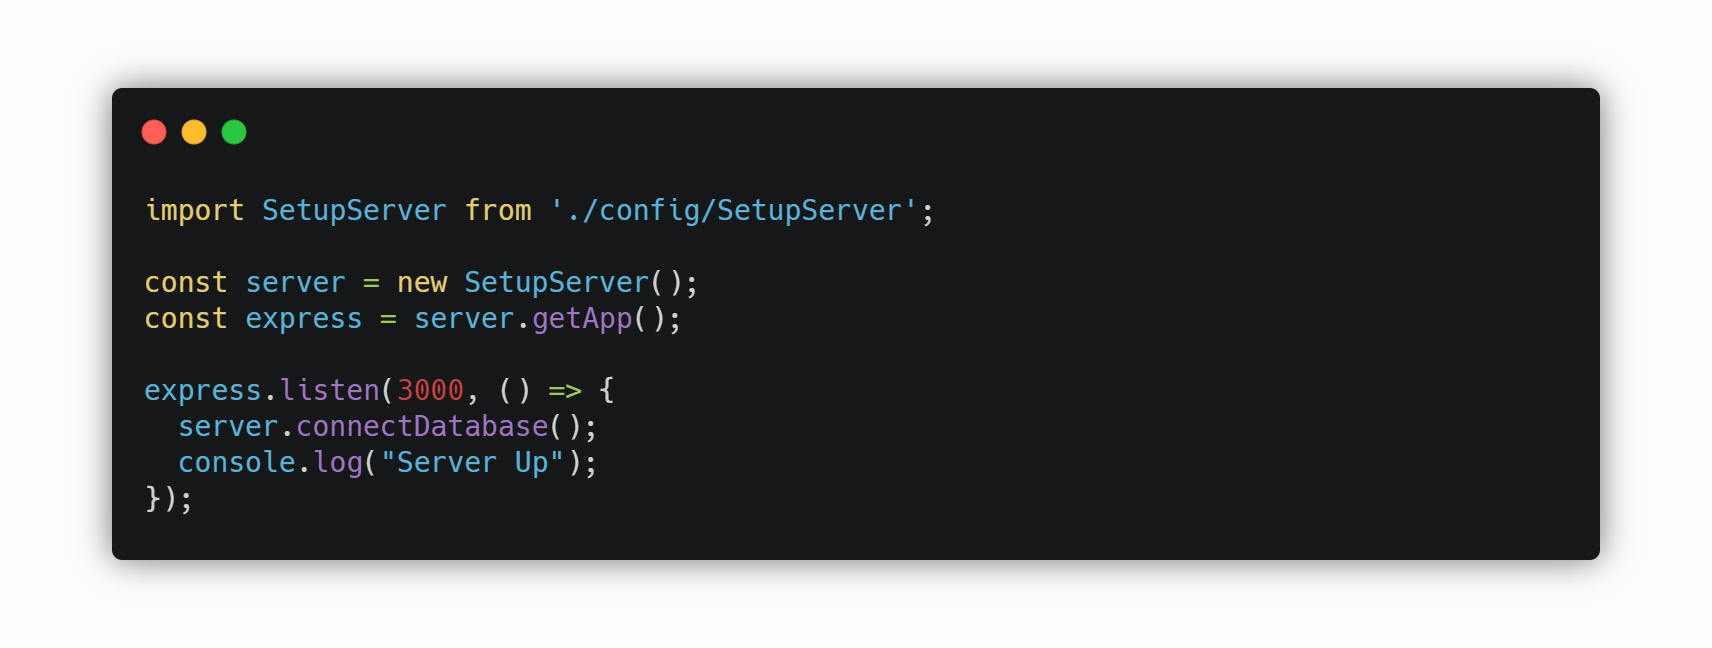 import SetupServer from './config/SetupServer';
const server = new SetupServer();
const express = server.getApp();
express.listen(3000, () => {
  server.connectDatabase();
  console.log("Server Up");
});